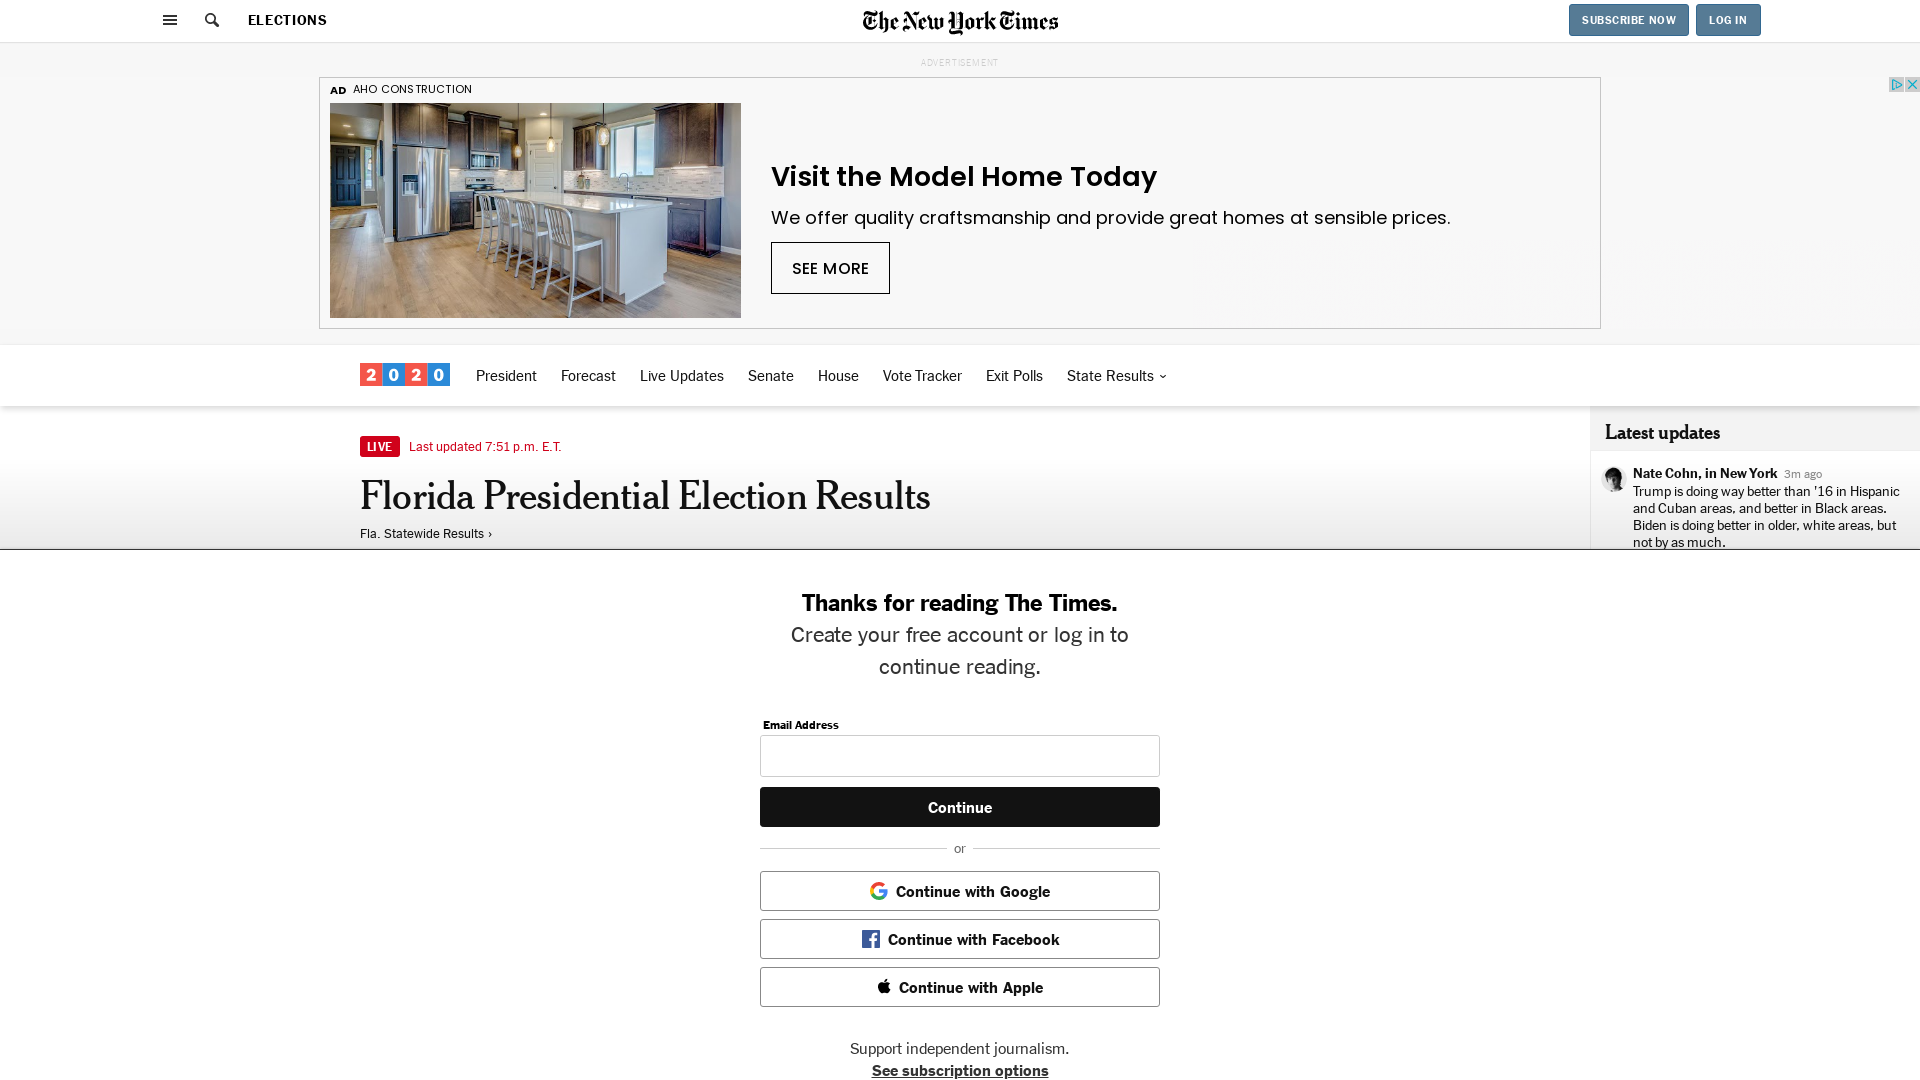 ELECTIONS
The New York Times
SUBSCRIBE NOW
LOG IN
ADVERTISEMENT
AD AHO CONSTRUCTION
Visit the Model Home Today
We offer quality craftsmanship and provide great homes at sensible prices.
SEE MORE
2020
President
Forecast
Live Updates
Senate
House
Vote Tracker
Exit Polls
State Results
LIVE Last updated 7:51 p.m. E.T.
Florida Presidential Election Results
Fla. Statewide Results ›
Latest updates
Nate Cohn, in New York 3m ago
Trump is doing way better than '16 in Hispanic
and Cuban areas, and better in Black areas.
Biden is doing better in older, white areas, but
not by as much.
Thanks for reading The Times.
Create your free account or log in to
continue reading.
Email Address
Continue
or
Continue with Google
Continue with Facebook
Continue with Apple
Support independent journalism.
See subscription options